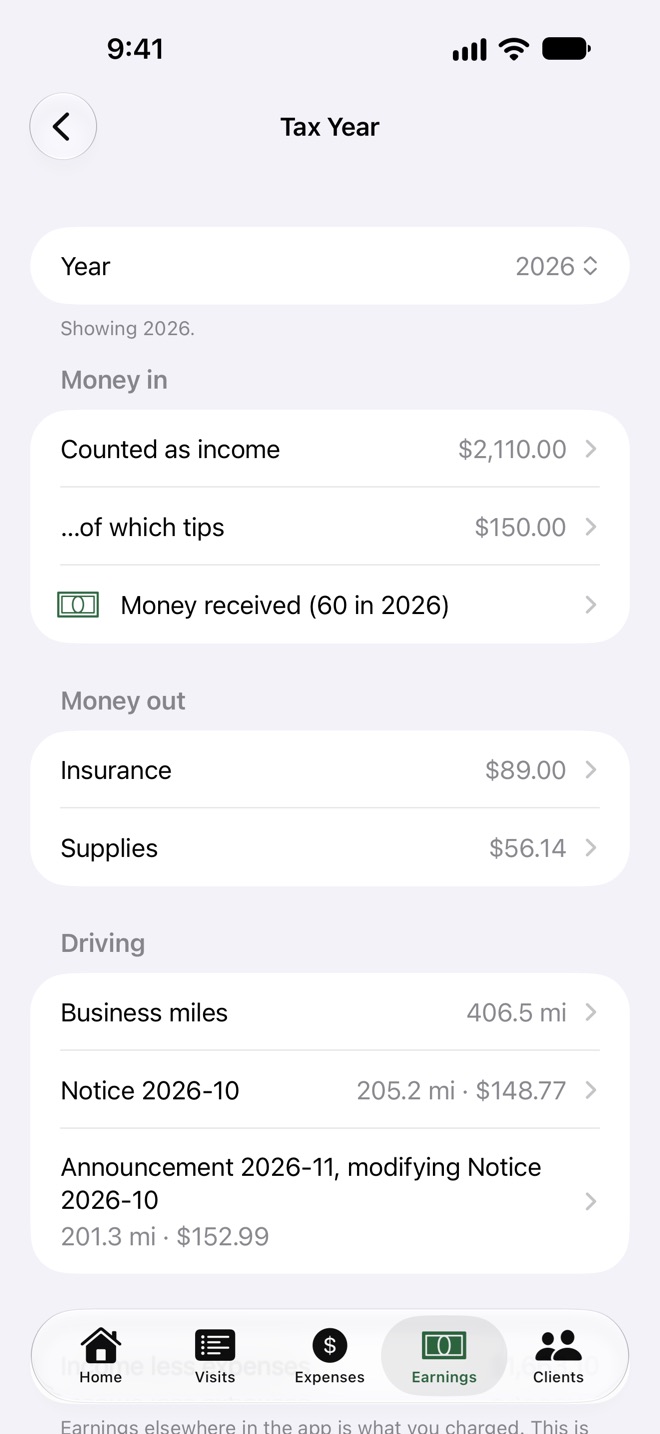 9:41
Tax Year
Year 2026
Showing 2026.
Money in
Counted as income $2,110.00
...of which tips $150.00
Money received (60 in 2026)
Money out
Insurance $89.00
Supplies $56.14
Driving
Business miles 406.5 mi
Notice 2026-10 205.2 mi · $148.77
Announcement 2026-11, modifying Notice
2026-10
201.3 mi · $152.99
Income less expenses
Home Visits Expenses Earnings Clients
Earnings elsewhere in the app is what you charged. This is